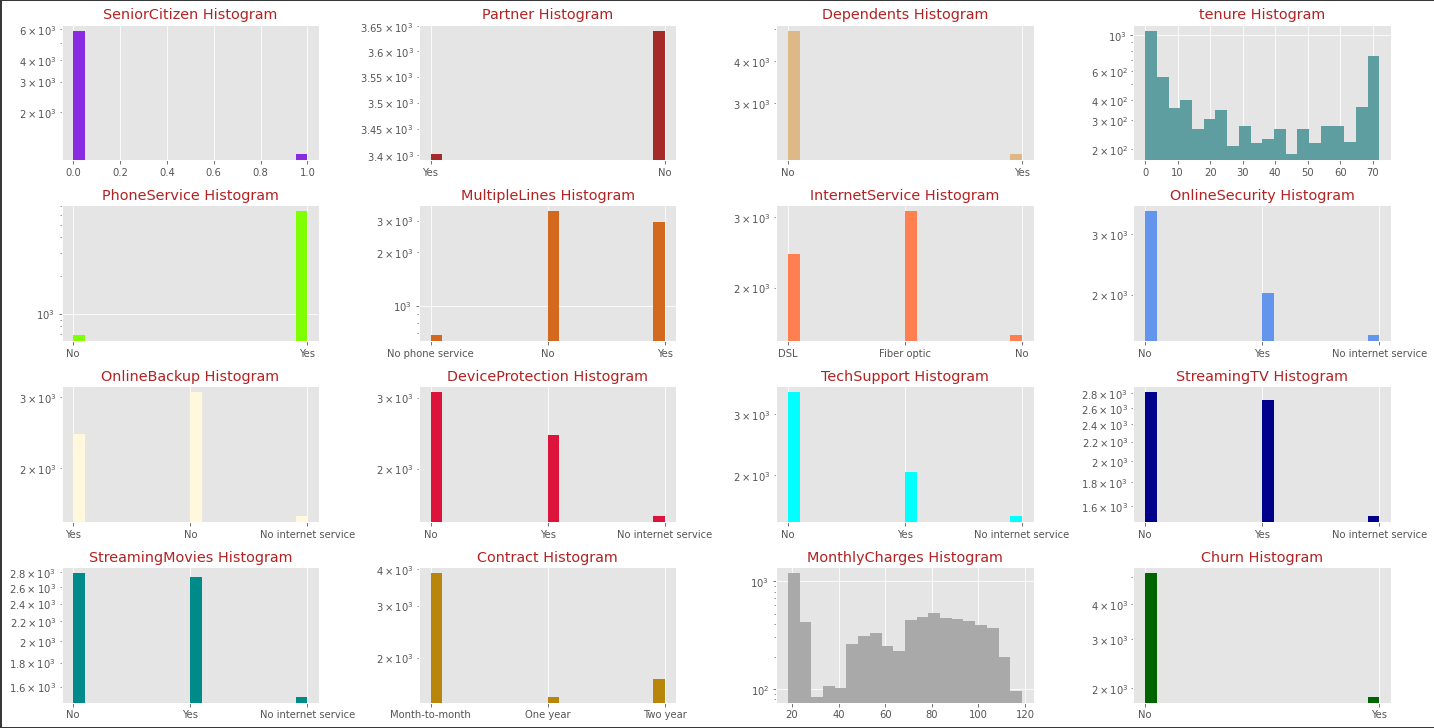 SeniorCitizen Histogram
6 × 10³
4 × 10³
3 × 10³
2 × 10³
0.0 0.2 0.4 0.6 0.8 1.0
Partner Histogram
3.65 × 10³
3.6 × 10³
3.55 × 10³
3.5 × 10³
3.45 × 10³
3.4 × 10³
Yes No
Dependents Histogram
4 × 10³
3 × 10³
No Yes
tenure Histogram
10³
6 × 10²
4 × 10²
3 × 10²
2 × 10²
0 10 20 30 40 50 60 70
PhoneService Histogram
10³
No Yes
MultipleLines Histogram
3 × 10³
2 × 10³
10³
No phone service No Yes
InternetService Histogram
3 × 10³
2 × 10³
DSL Fiber optic No
OnlineSecurity Histogram
3 × 10³
2 × 10³
No Yes No internet service
OnlineBackup Histogram
3 × 10³
2 × 10³
Yes No No internet service
DeviceProtection Histogram
3 × 10³
2 × 10³
No Yes No internet service
TechSupport Histogram
3 × 10³
2 × 10³
No Yes No internet service
StreamingTV Histogram
2.8 × 10³
2.6 × 10³
2.4 × 10³
2.2 × 10³
2 × 10³
1.8 × 10³
1.6 × 10³
No Yes No internet service
StreamingMovies Histogram
2.8 × 10³
2.6 × 10³
2.4 × 10³
2.2 × 10³
2 × 10³
1.8 × 10³
1.6 × 10³
No Yes No internet service
Contract Histogram
4 × 10³
3 × 10³
2 × 10³
Month-to-month One year Two year
MonthlyCharges Histogram
10³
10²
20 40 60 80 100 120
Churn Histogram
4 × 10³
3 × 10³
2 × 10³
No Yes